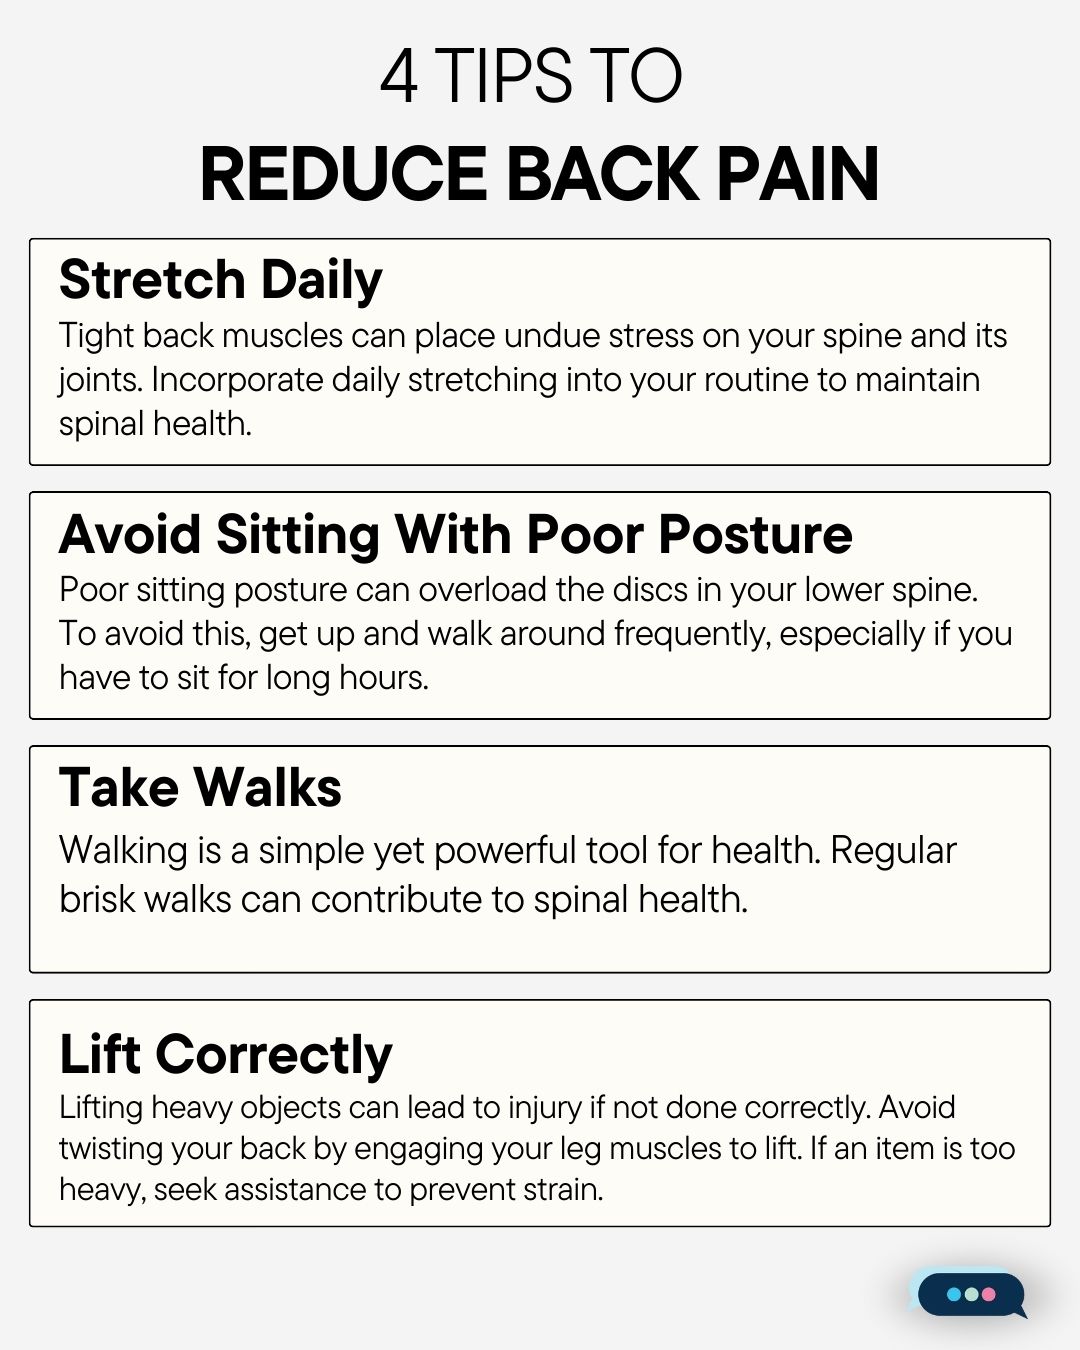 4 TIPS TO
REDUCE BACK PAIN
Stretch Daily
Tight back muscles can place undue stress on your spine and its
joints. Incorporate daily stretching into your routine to maintain
spinal health.
Avoid Sitting With Poor Posture
Poor sitting posture can overload the discs in your lower spine.
To avoid this, get up and walk around frequently, especially if you
have to sit for long hours.
Take Walks
Walking is a simple yet powerful tool for health. Regular
brisk walks can contribute to spinal health.
Lift Correctly
Lifting heavy objects can lead to injury if not done correctly. Avoid
twisting your back by engaging your leg muscles to lift. If an item is too
heavy, seek assistance to prevent strain.